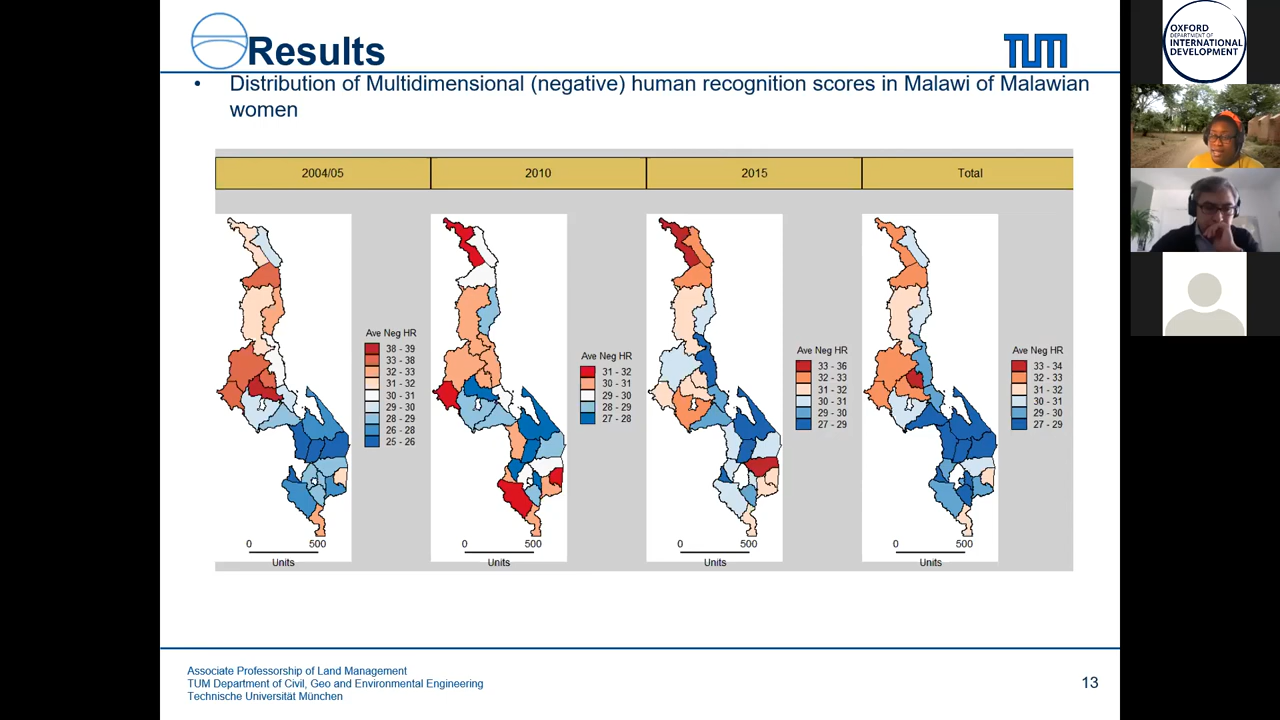 Results
TUM
• Distribution of Multidimensional (negative) human recognition scores in Malawi of Malawian
women
2004/05
2010
2015
Total
Ave Neg HR
38 - 39
33 - 38
32 - 33
31 - 32
30 - 31
29 - 30
28 - 29
26 - 28
25 - 26
0 500
Units
Ave Neg HR
31 - 32
30 - 31
29 - 30
28 - 29
27 - 28
0 500
Units
Ave Neg HR
33 - 36
32 - 33
31 - 32
30 - 31
29 - 30
27 - 29
0 500
Units
Ave Neg HR
33 - 34
32 - 33
31 - 32
30 - 31
29 - 30
27 - 29
0 500
Units
Associate Professorship of Land Management
TUM Department of Civil, Geo and Environmental Engineering
Technische Universität München
13
OXFORD
DEPARTMENT OF
INTERNATIONAL
DEVELOPMENT